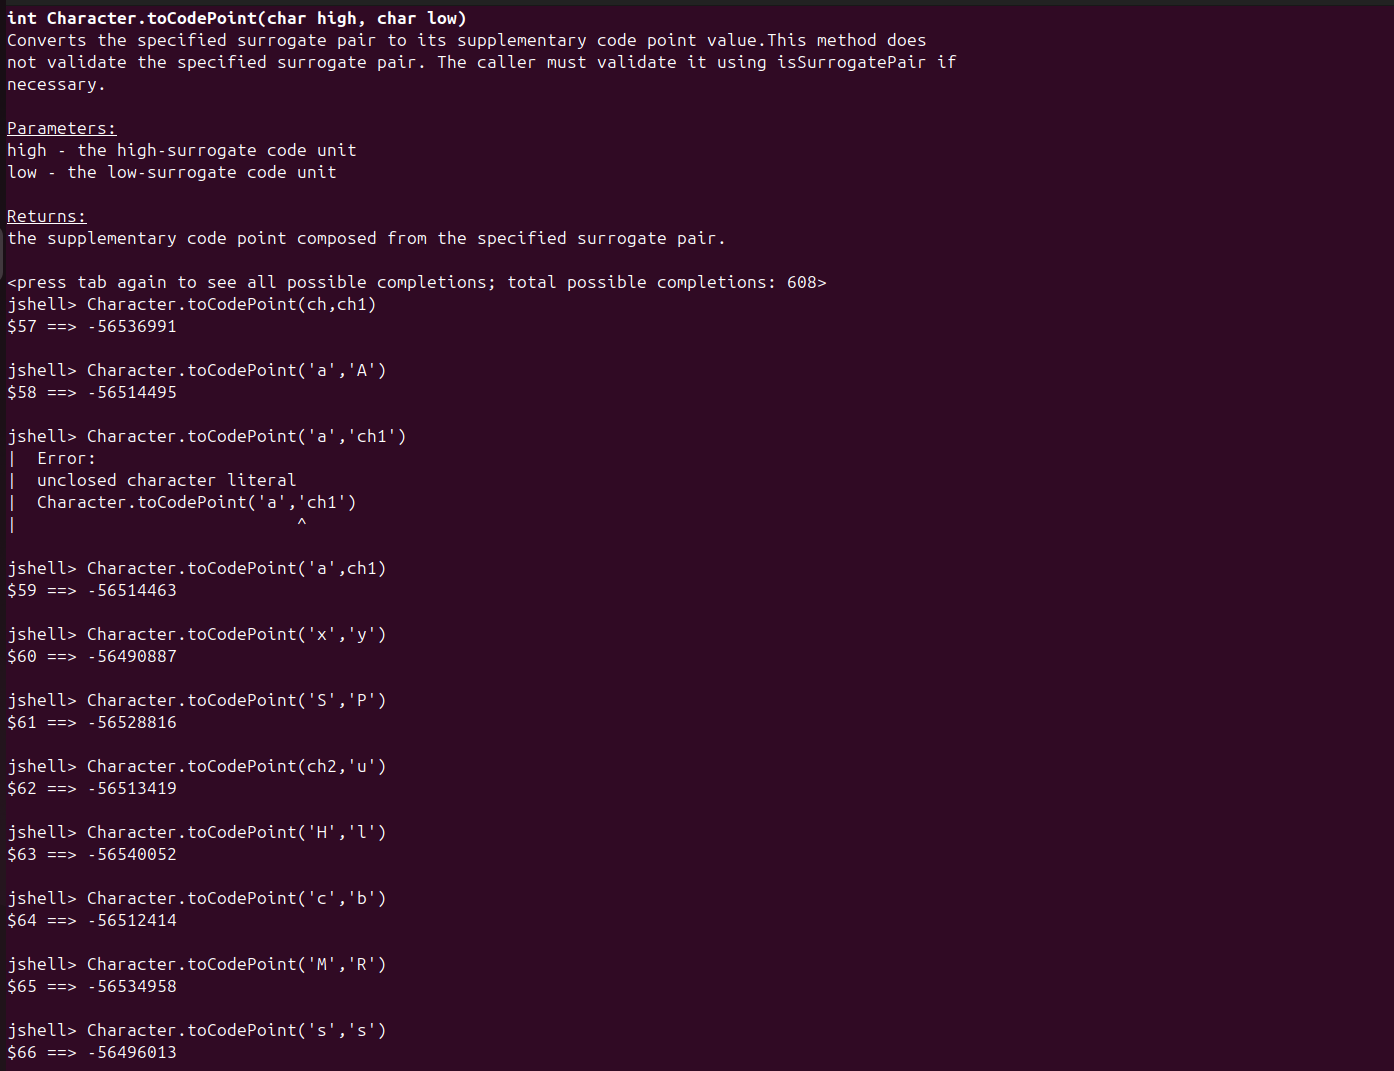 int Character.toCodePoint(char high, char low)
Converts the specified surrogate pair to its supplementary code point value.This method does
not validate the specified surrogate pair. The caller must validate it using isSurrogatePair if
necessary.
Parameters:
high - the high-surrogate code unit
low - the low-surrogate code unit
Returns:
the supplementary code point composed from the specified surrogate pair.
<press tab again to see all possible completions; total possible completions: 608>
jshell> Character.toCodePoint(ch,ch1)
$57 ==> -56536991
jshell> Character.toCodePoint('a','A')
$58 ==> -56514495
jshell> Character.toCodePoint('a','ch1')
|  Error:
|  unclosed character literal
|  Character.toCodePoint('a','ch1')
|                             ^
jshell> Character.toCodePoint('a',ch1)
$59 ==> -56514463
jshell> Character.toCodePoint('x','y')
$60 ==> -56490887
jshell> Character.toCodePoint('S','P')
$61 ==> -56528816
jshell> Character.toCodePoint(ch2,'u')
$62 ==> -56513419
jshell> Character.toCodePoint('H','l')
$63 ==> -56540052
jshell> Character.toCodePoint('c','b')
$64 ==> -56512414
jshell> Character.toCodePoint('M','R')
$65 ==> -56534958
jshell> Character.toCodePoint('s','s')
$66 ==> -56496013